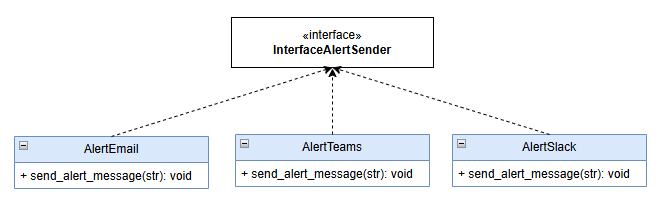 «interface»
InterfaceAlertSender
AlertEmail
+ send_alert_message(str): void
AlertTeams
+ send_alert_message(str): void
AlertSlack
+ send_alert_message(str): void